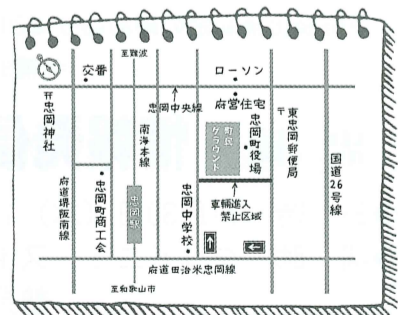 至難波
交番
ローソン
忠岡中央線
府営住宅
忠岡神社
南海本線
町民グラウンド
忠岡町役場
〒東忠岡郵便局
国道26号線
府道堺阪南線
忠岡町商工会
忠岡駅
忠岡中学校
車輌進入
禁止区域
府道田治米忠岡線
至和歌山市